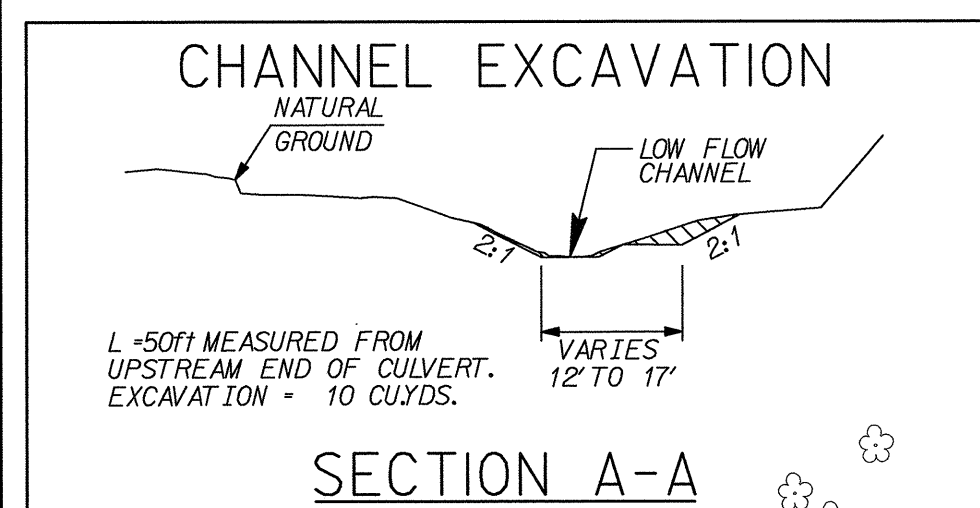 CHANNEL EXCAVATION
NATURAL
GROUND
LOW FLOW
CHANNEL
2:1
2:1
L =50ft MEASURED FROM
UPSTREAM END OF CULVERT.
EXCAVATION = 10 CU.YDS.
VARIES
12' TO 17'
SECTION A-A